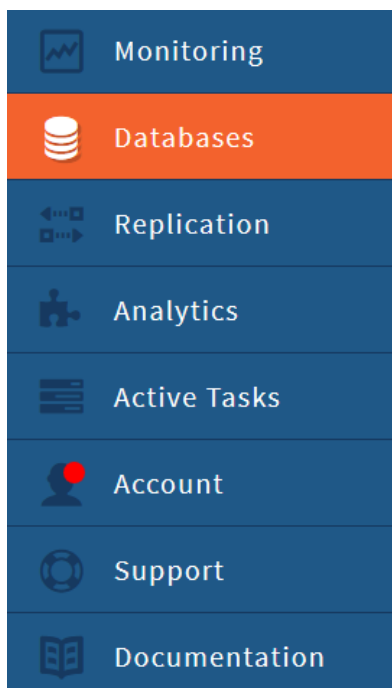 Monitoring
Databases
Replication
Analytics
Active Tasks
Account
Support
Documentation